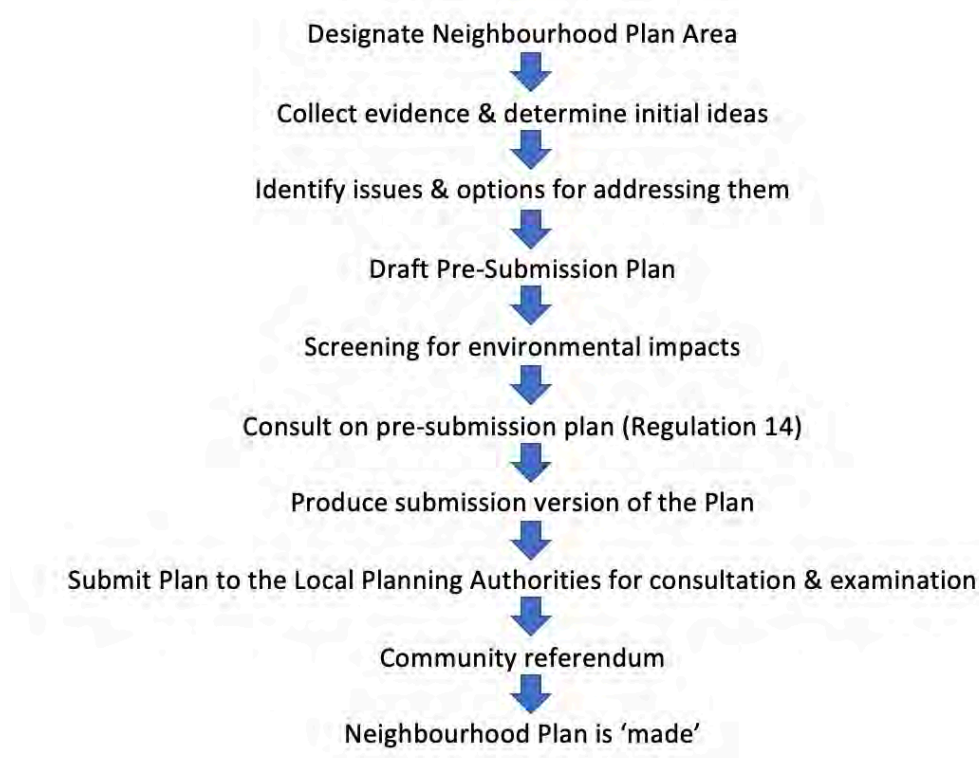 Designate Neighbourhood Plan Area
Collect evidence & determine initial ideas
Identify issues & options for addressing them
Draft Pre-Submission Plan
Screening for environmental impacts
Consult on pre-submission plan (Regulation 14)
Produce submission version of the Plan
Submit Plan to the Local Planning Authorities for consultation & examination
Community referendum
Neighbourhood Plan is ‘made’